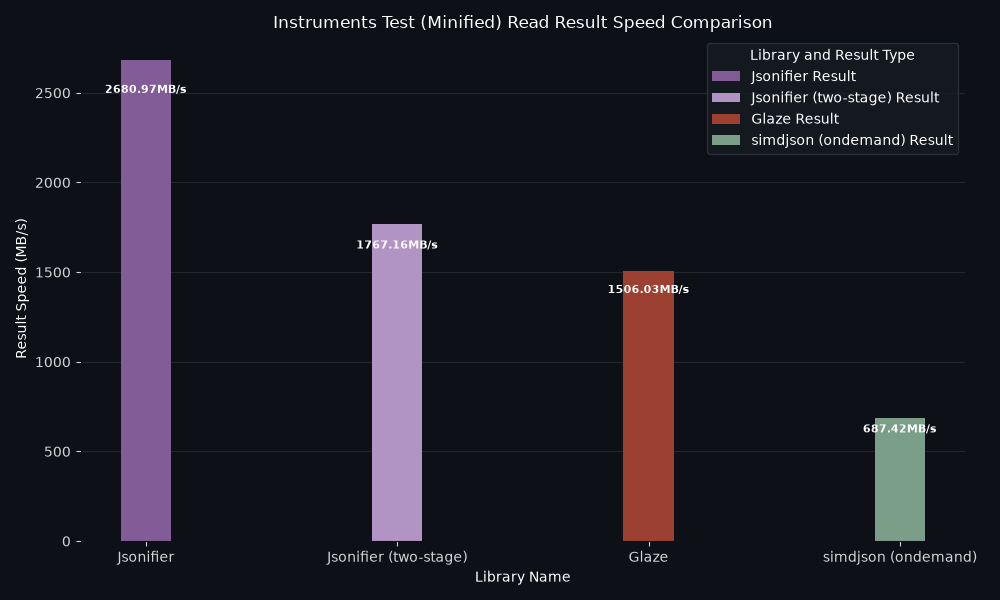 Instruments Test (Minified) Read Result Speed Comparison
Library and Result Type
Jsonifier Result
Jsonifier (two-stage) Result
Glaze Result
simdjson (ondemand) Result
Result Speed (MB/s)
2500
2000
1500
1000
500
0
2680.97MB/s
1767.16MB/s
1506.03MB/s
687.42MB/s
Jsonifier
Jsonifier (two-stage)
Glaze
simdjson (ondemand)
Library Name